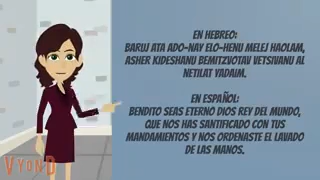 EN HEBREO:
BARUJ ATA ADO-NAY ELO-HENU MELEJ HAOLAM,
ASHER KIDESHANU BEMITZVOTAV VETSIVANU AL
NETILAT YADAIM.
EN ESPAÑOL:
BENDITO SEAS ETERNO DIOS REY DEL MUNDO,
QUE NOS HAS SANTIFICADO CON TUS
MANDAMIENTOS Y NOS ORDENASTE EL LAVADO
DE LAS MANOS.
VYOND